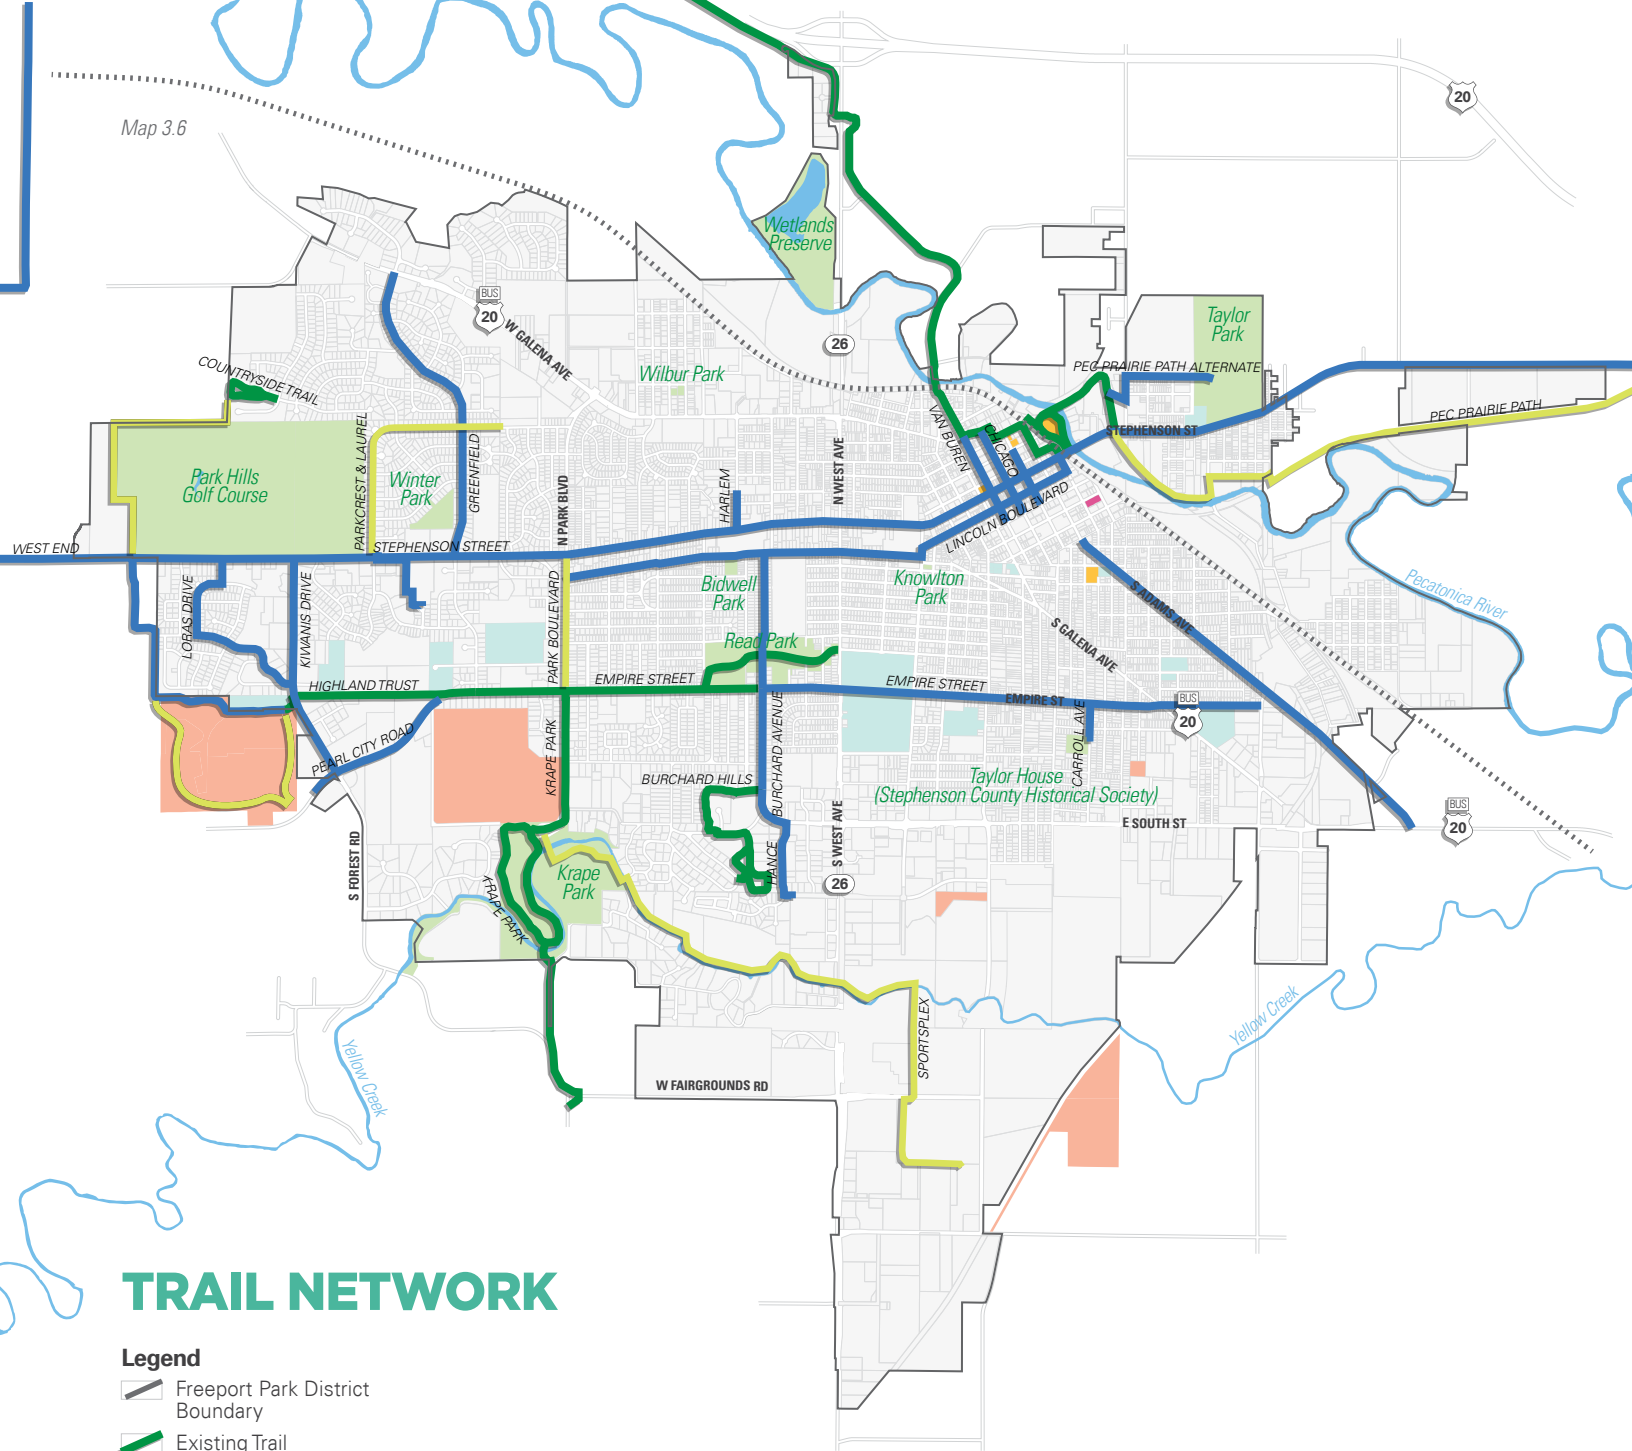 20
Map 3.6
Wetlands
Preserve
BUS
20
W GALENA AVE
26
Taylor
Park
COUNTRYSIDE TRAIL
Wilbur Park
PEC PRAIRIE PATH ALTERNATE
PEC PRAIRIE PATH
VAN BUREN
CHICAGO
STEPHENSON ST
PARKCREST & LAUREL
GREENFIELD
Park Hills
Golf Course
Winter
Park
N PARK BLVD
HARLEM
N WEST AVE
LINCOLN BOULEVARD
WEST END
STEPHENSON STREET
LORAS DRIVE
KIWANIS DRIVE
PARK BOULEVARD
Bidwell
Park
Knowlton
Park
Pecatonica River
S ADAMS AVE
S GALENA AVE
Read Park
HIGHLAND TRUST
EMPIRE STREET
EMPIRE STREET
EMPIRE ST
BUS
20
PEARL CITY ROAD
KRAPE PARK
BURCHARD AVENUE
CARROLL AVE
BURCHARD HILLS
Taylor House
(Stephenson County Historical Society)
E SOUTH ST
BUS
20
S FOREST RD
S WEST AVE
HANCE
26
Krape
Park
KRAPE PARK
Yellow Creek
Yellow Creek
SPORTSPLEX
W FAIRGROUNDS RD
TRAIL NETWORK
Legend
Freeport Park District
Boundary
Existing Trail